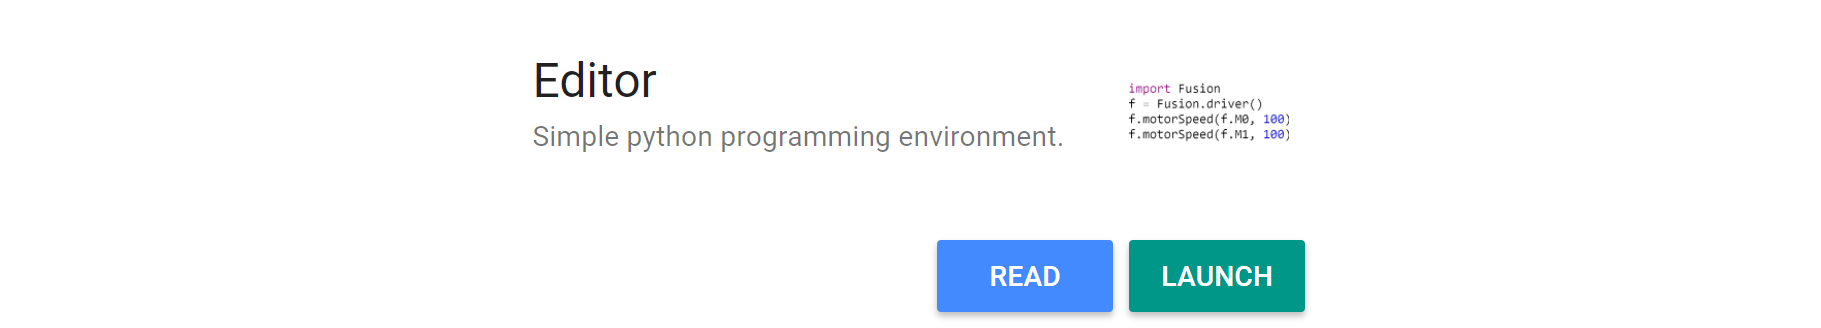 Editor
Simple python programming environment.
import Fusion
f = Fusion.driver()
f.motorSpeed(f.M0, 100)
f.motorSpeed(f.M1, 100)
READ
LAUNCH